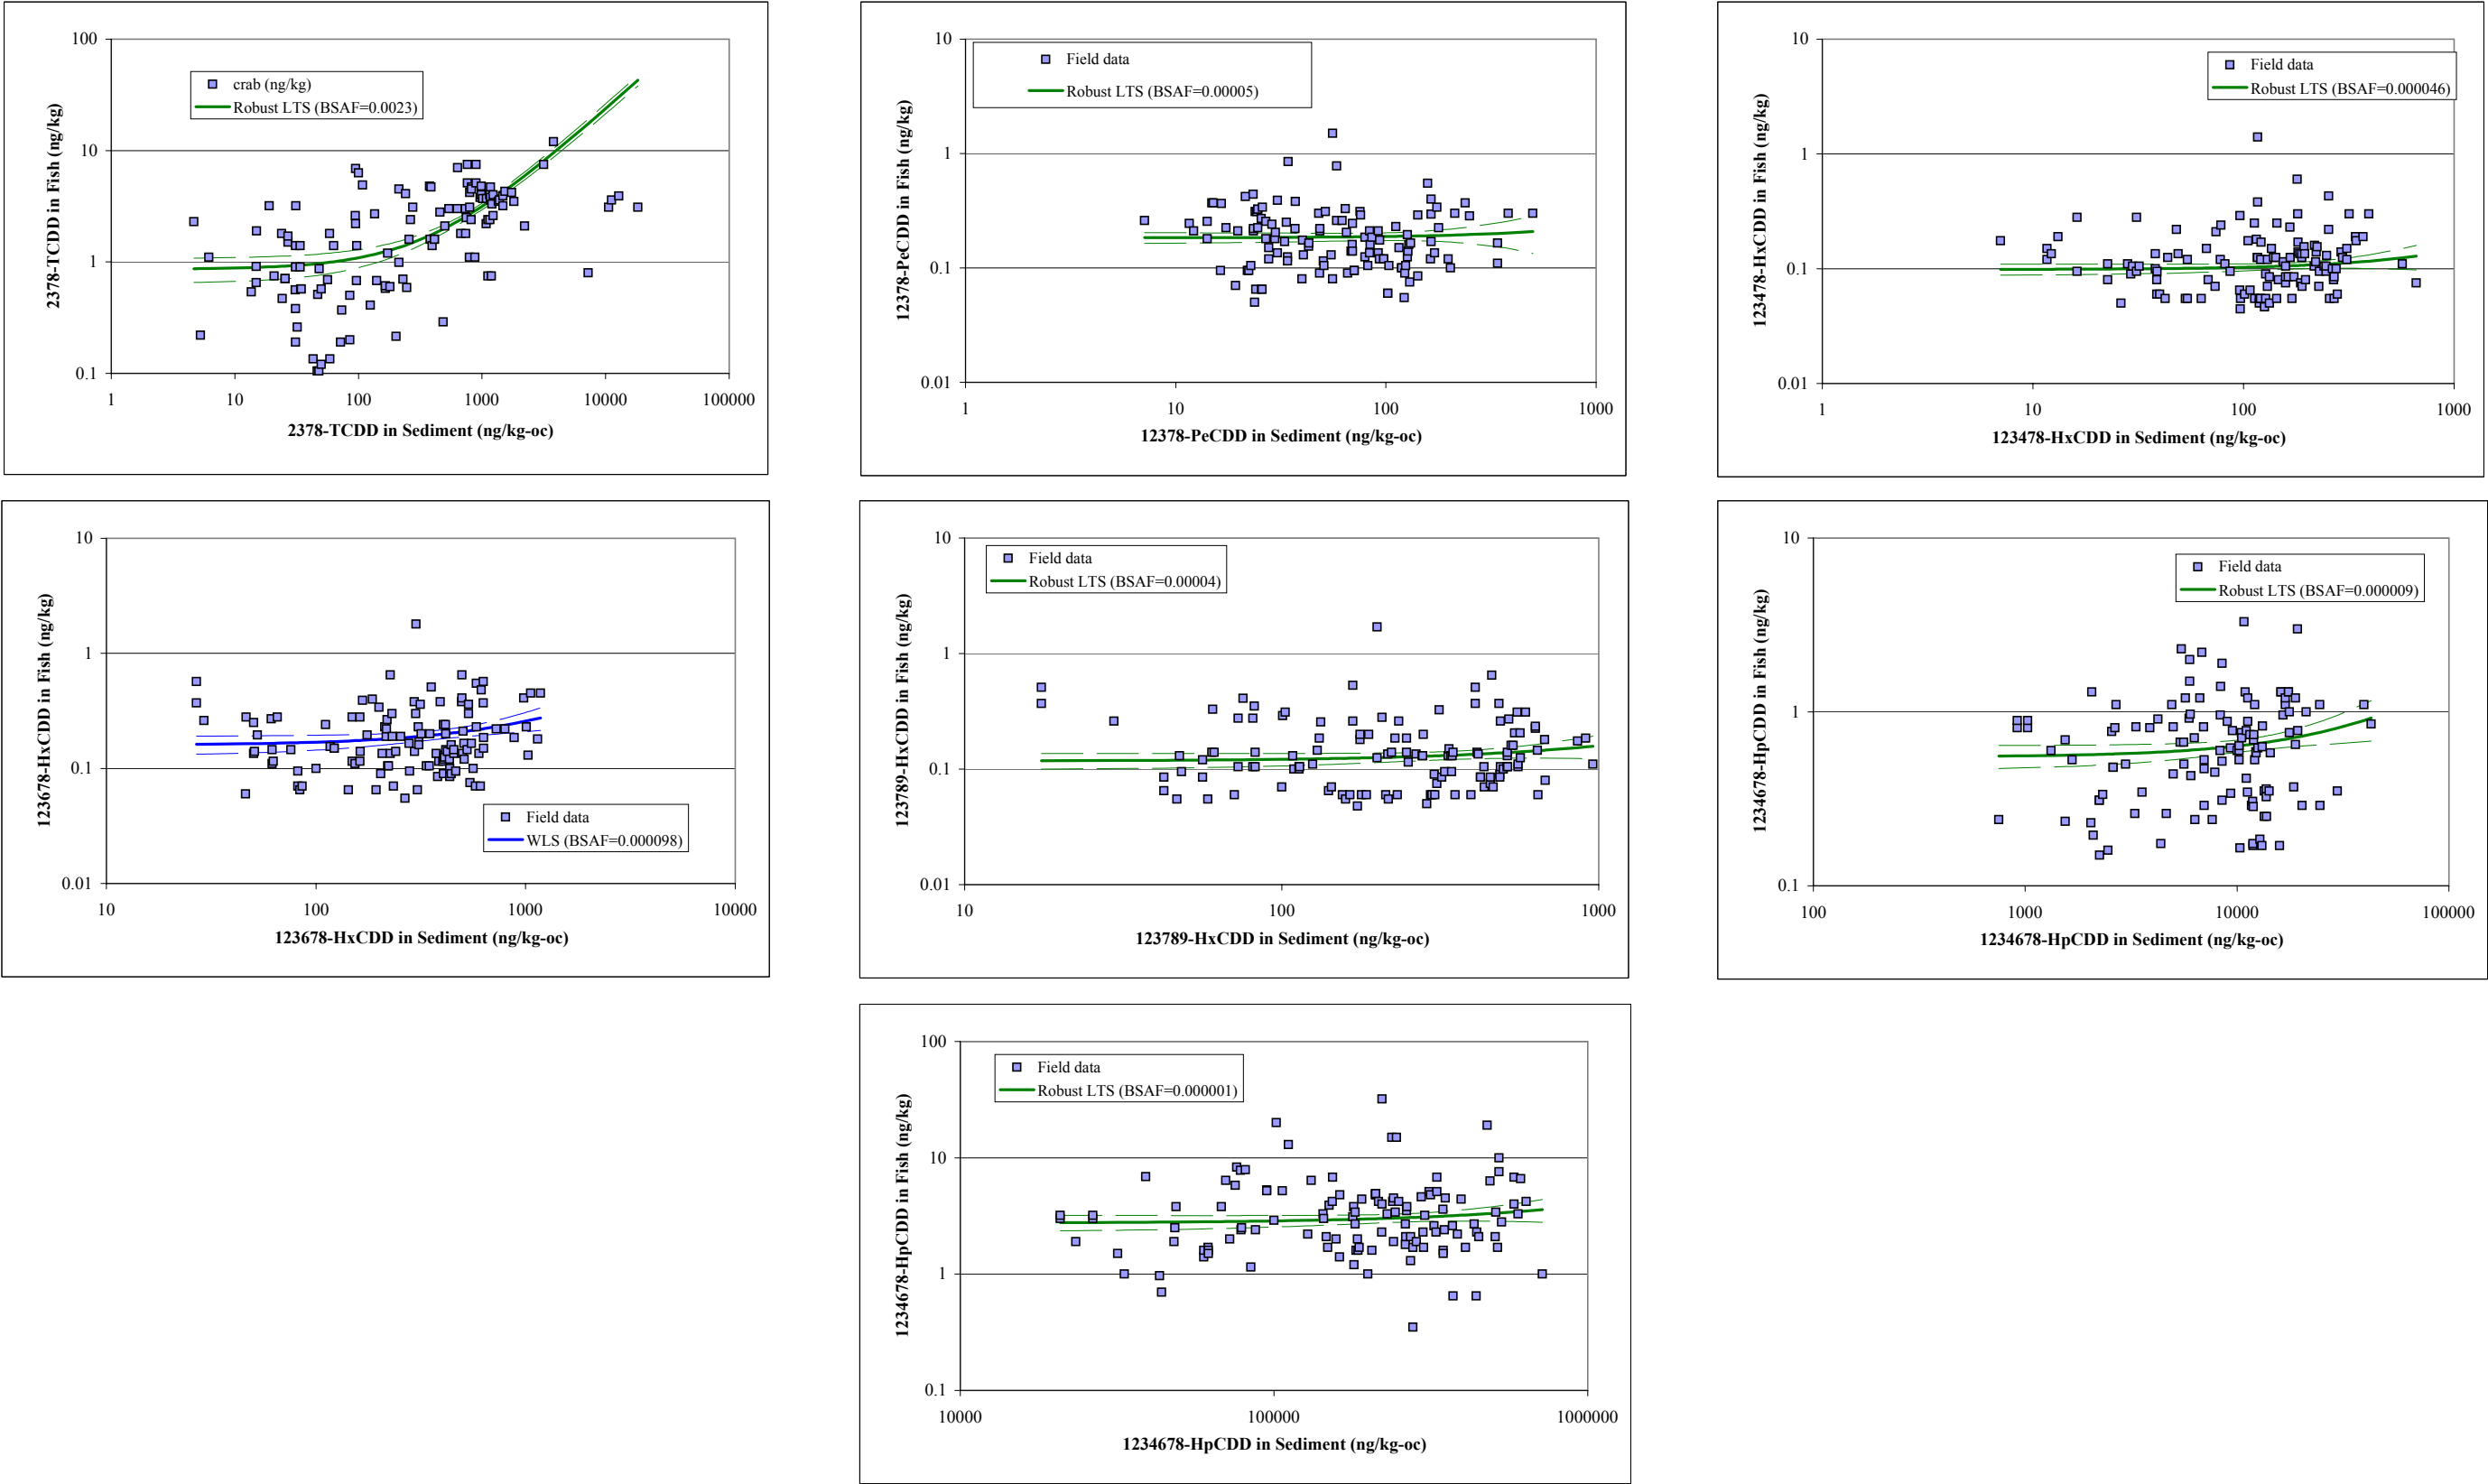 2378-TCDD in Fish (ng/kg)
100
10
1
0.1
crab (ng/kg)
Robust LTS (BSAF=0.0023)
1 10 100 1000 10000 100000
2378-TCDD in Sediment (ng/kg-oc)
12378-PeCDD in Fish (ng/kg)
10
1
0.1
0.01
Field data
Robust LTS (BSAF=0.00005)
1 10 100 1000
12378-PeCDD in Sediment (ng/kg-oc)
123478-HxCDD in Fish (ng/kg)
10
1
0.1
0.01
Field data
Robust LTS (BSAF=0.000046)
1 10 100 1000
123478-HxCDD in Sediment (ng/kg-oc)
123678-HxCDD in Fish (ng/kg)
10
1
0.1
0.01
Field data
WLS (BSAF=0.000098)
10 100 1000 10000
123678-HxCDD in Sediment (ng/kg-oc)
123789-HxCDD in Fish (ng/kg)
10
1
0.1
0.01
Field data
Robust LTS (BSAF=0.00004)
10 100 1000
123789-HxCDD in Sediment (ng/kg-oc)
1234678-HpCDD in Fish (ng/kg)
10
1
0.1
Field data
Robust LTS (BSAF=0.000009)
100 1000 10000 100000
1234678-HpCDD in Sediment (ng/kg-oc)
1234678-HpCDD in Fish (ng/kg)
100
10
1
0.1
Field data
Robust LTS (BSAF=0.000001)
10000 100000 1000000
1234678-HpCDD in Sediment (ng/kg-oc)